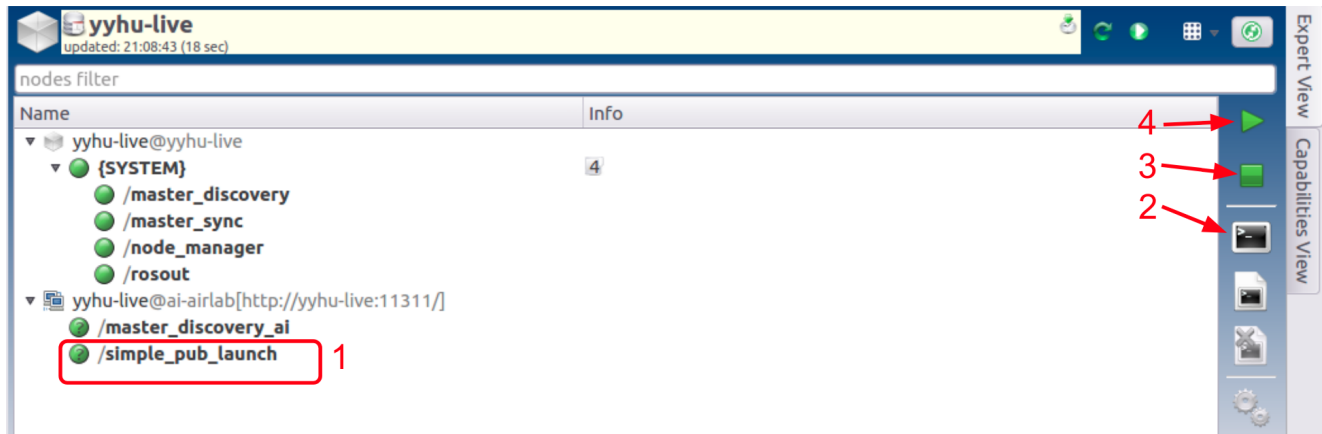 yyhu-live
updated: 21:08:43 (18 sec)
nodes filter
Name Info
yyhu-live@yyhu-live
{SYSTEM} 4
/master_discovery
/master_sync
/node_manager
/rosout
yyhu-live@ai-airlab[http://yyhu-live:11311/]
/master_discovery_ai
/simple_pub_launch
1
4
3
2
Expert View
Capabilities View